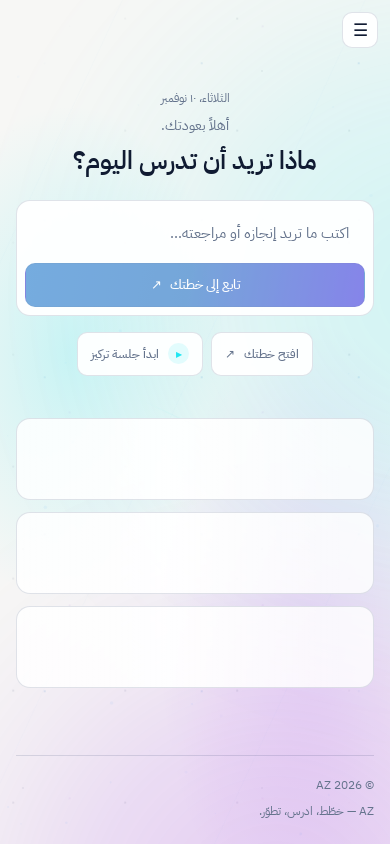 ☰
الثلاثاء، ١٠ نوفمبر
أهلاً بعودتك.
ماذا تريد أن تدرس اليوم؟
اكتب ما تريد إنجازه أو مراجعته...
تابع إلى خطتك ↗
افتح خطتك ↗
ابدأ جلسة تركيز
© 2026 AZ
AZ — خطّط، ادرس، تطوّر.